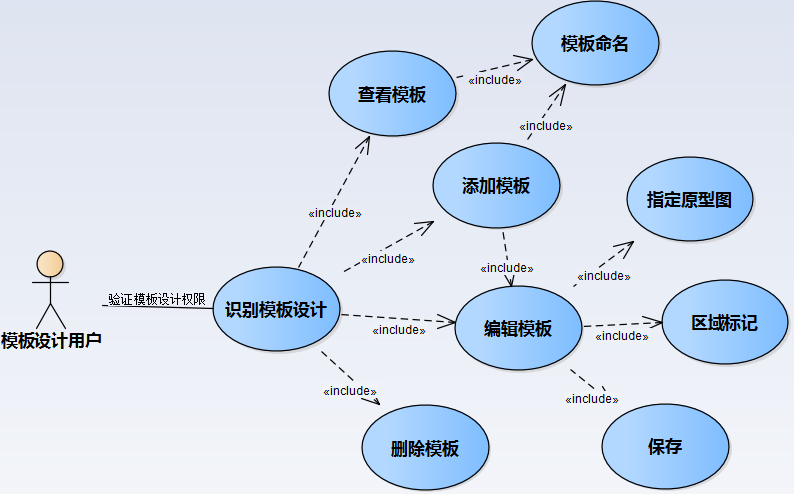 模板命名
查看模板
«include»
«include»
添加模板
指定原型图
«include»
«include»
«include»
«include»
验证模板设计权限
识别模板设计
«include»
编辑模板
«include»
区域标记
模板设计用户
«include»
«include»
«include»
删除模板
保存